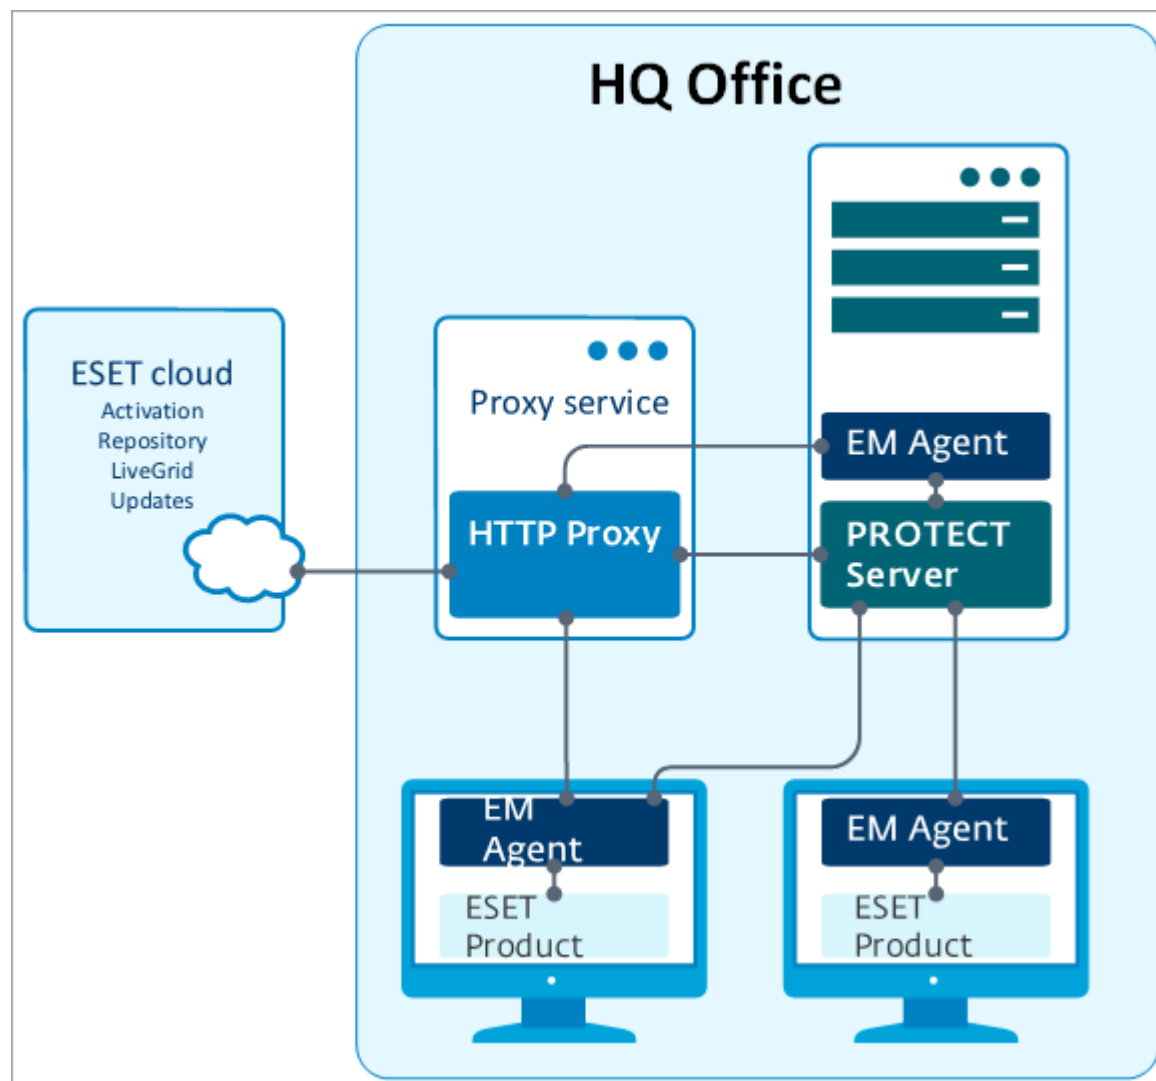 HQ Office
ESET cloud
Activation
Repository
LiveGrid
Updates
Proxy service
HTTP Proxy
EM Agent
PROTECT
Server
EM
Agent
ESET
Product
EM Agent
ESET
Product